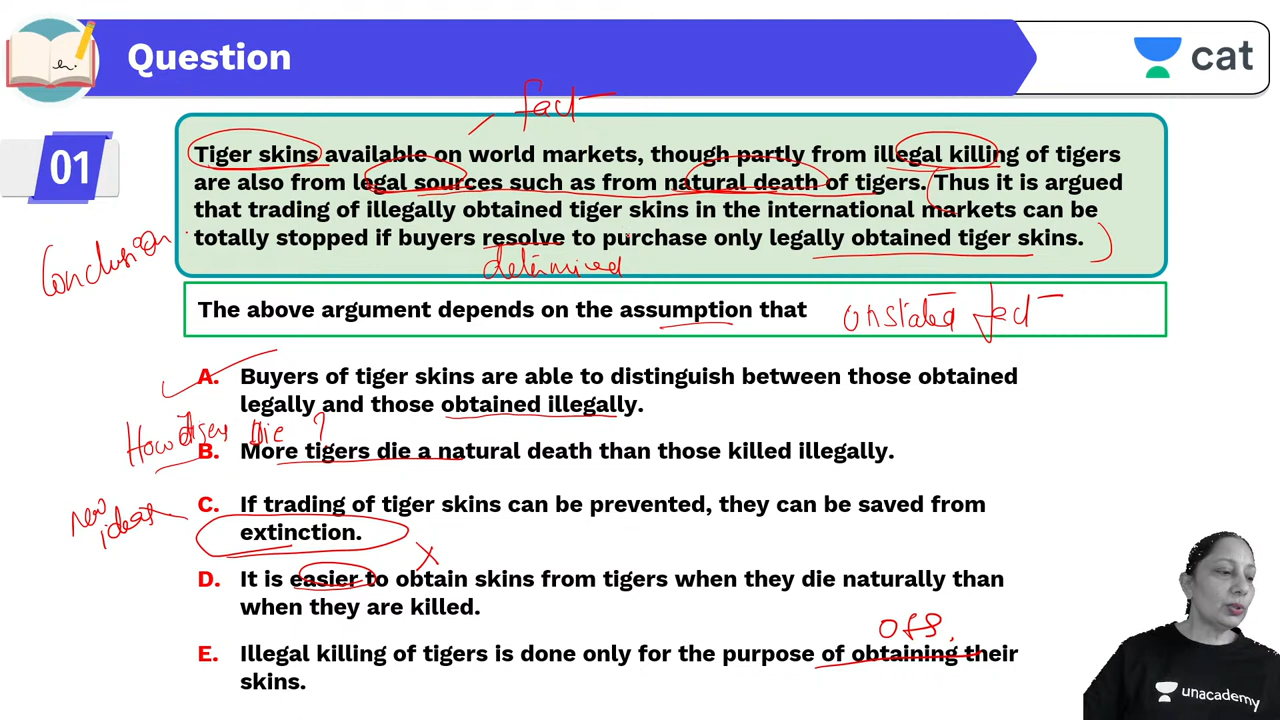 Question
cat
fact
01
Tiger skins available on world markets, though partly from illegal killing of tigers
are also from legal sources such as from natural death of tigers. Thus it is argued
that trading of illegally obtained tiger skins in the international markets can be
totally stopped if buyers resolve to purchase only legally obtained tiger skins.
Conclusion
determined
The above argument depends on the assumption that
unstated fact
A. Buyers of tiger skins are able to distinguish between those obtained
legally and those obtained illegally.
How tigers die ?
B. More tigers die a natural death than those killed illegally.
new
ideas
C. If trading of tiger skins can be prevented, they can be saved from
extinction.
D. It is easier to obtain skins from tigers when they die naturally than
when they are killed.
OFS.
E. Illegal killing of tigers is done only for the purpose of obtaining their
skins.
unacademy